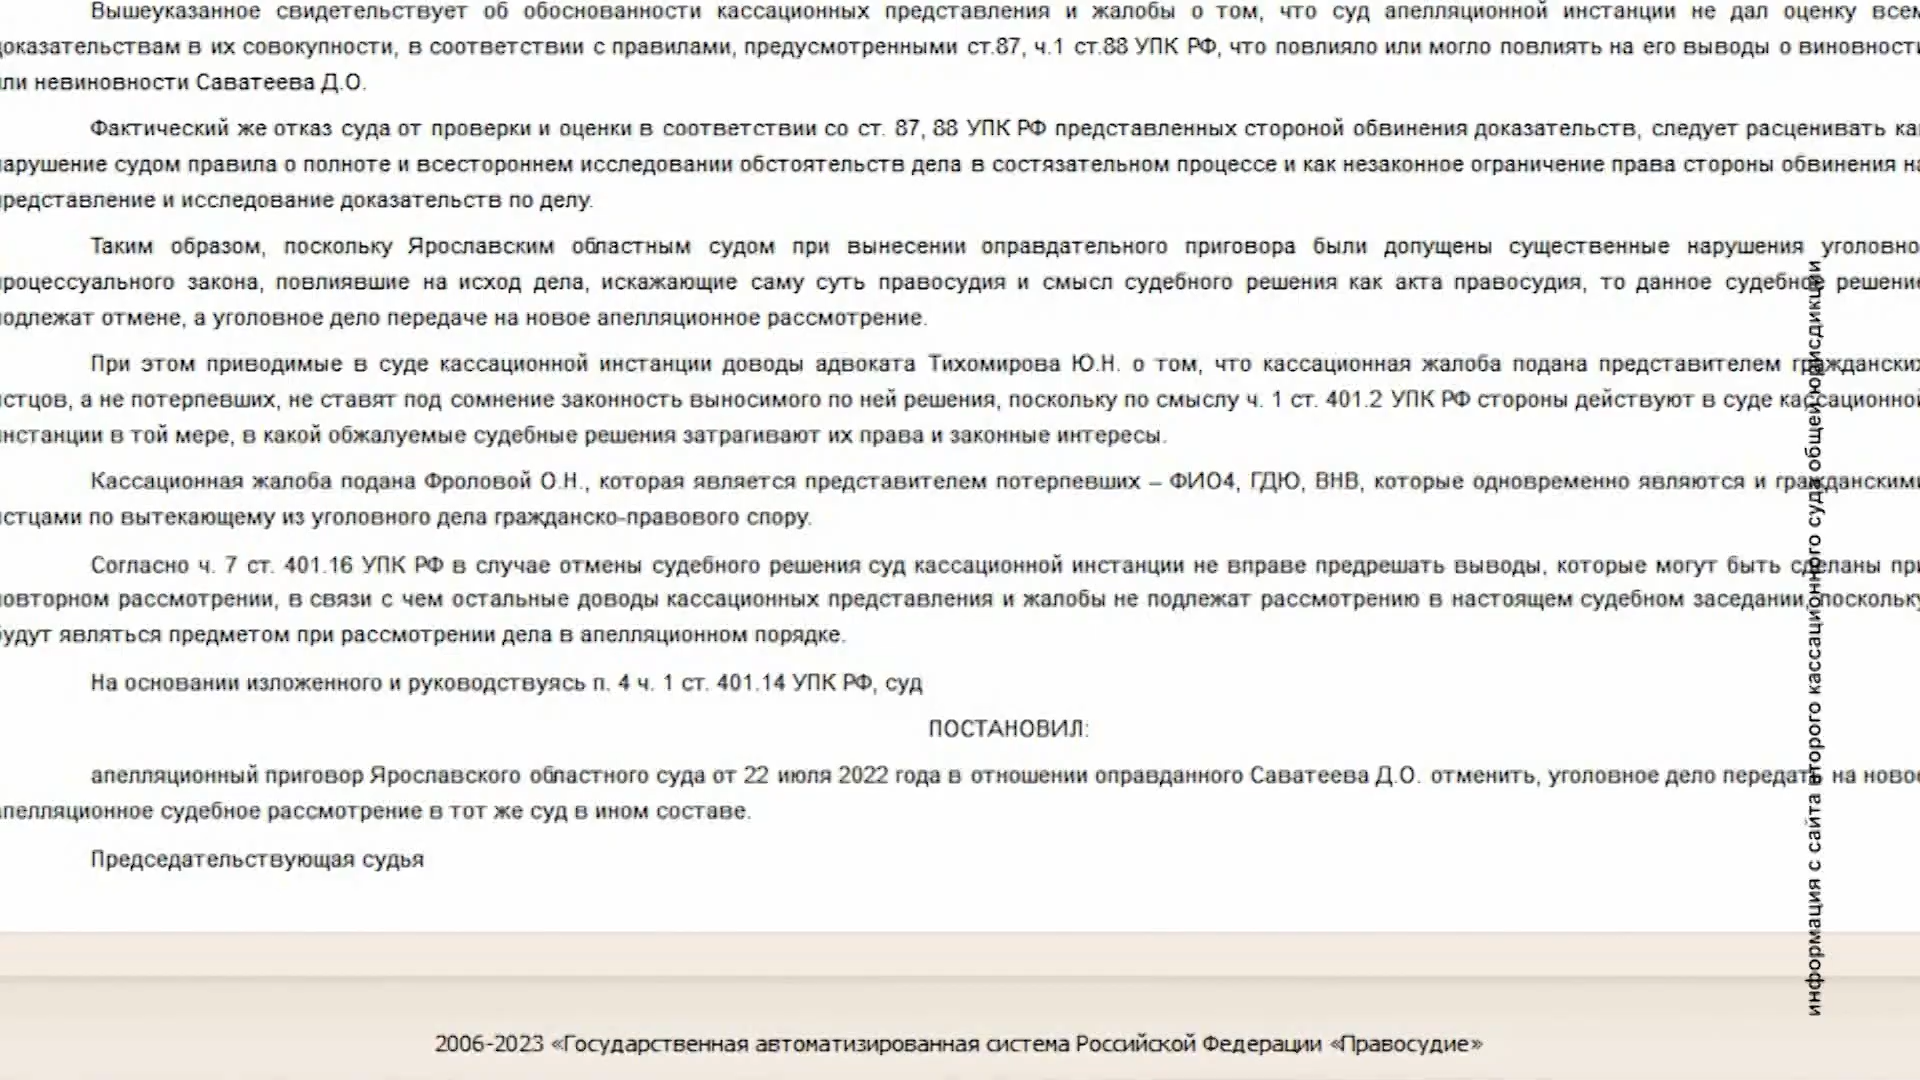 Вышеуказанное свидетельствует об обоснованности кассационных представления и жалобы о том, что суд апелляционной инстанции не дал оценку всем
доказательствам в их совокупности, в соответствии с правилами, предусмотренными ст.87, ч.1 ст.88 УПК РФ, что повлияло или могло повлиять на его выводы о виновности
или невиновности Саватеева Д.О.
Фактический же отказ суда от проверки и оценки в соответствии со ст. 87, 88 УПК РФ представленных стороной обвинения доказательств, следует расценивать ка
арушение судом правила о полноте и всестороннем исследовании обстоятельств дела в состязательном процессе и как незаконное ограничение права стороны обвинения на
представление и исследование доказательств по делу.
Таким образом, поскольку Ярославским областным судом при вынесении оправдательного приговора были допущены существенные нарушения уголовно
процессуального закона, повлиявшие на исход дела, искажающие саму суть правосудия и смысл судебного решения как акта правосудия, то данное судебное решение
подлежат отмене, а уголовное дело передаче на новое апелляционное рассмотрение.
При этом приводимые в суде кассационной инстанции доводы адвоката Тихомирова Ю.Н. о том, что кассационная жалоба подана представителем гражданских
истцов, а не потерпевших, не ставят под сомнение законность выносимого по ней решения, поскольку по смыслу ч. 1 ст. 401.2 УПК РФ стороны действуют в суде кассационной
инстанции в той мере, в какой обжалуемые судебные решения затрагивают их права и законные интересы.
Кассационная жалоба подана Фроловой О.Н., которая является представителем потерпевших – ФИО4, ГДЮ, ВНВ, которые одновременно являются и гражданскими
истцами по вытекающему из уголовного дела гражданско-правового спору.
Согласно ч. 7 ст. 401.16 УПК РФ в случае отмены судебного решения суд кассационной инстанции не вправе предрешать выводы, которые могут быть сделаны при
повторном рассмотрении, в связи с чем остальные доводы кассационных представления и жалобы не подлежат рассмотрению в настоящем судебном заседании, поскольку
будут являться предметом при рассмотрении дела в апелляционном порядке.
На основании изложенного и руководствуясь п. 4 ч. 1 ст. 401.14 УПК РФ, суд
ПОСТАНОВИЛ:
апелляционный приговор Ярославского областного суда от 22 июля 2022 года в отношении оправданного Саватеева Д.О. отменить, уголовное дело передать на новое
апелляционное судебное рассмотрение в тот же суд в ином составе.
Председательствующая судья
информация с сайта второго кассационного суда общей юрисдикции
2006-2023 «Государственная автоматизированная система Российской Федерации «Правосудие»